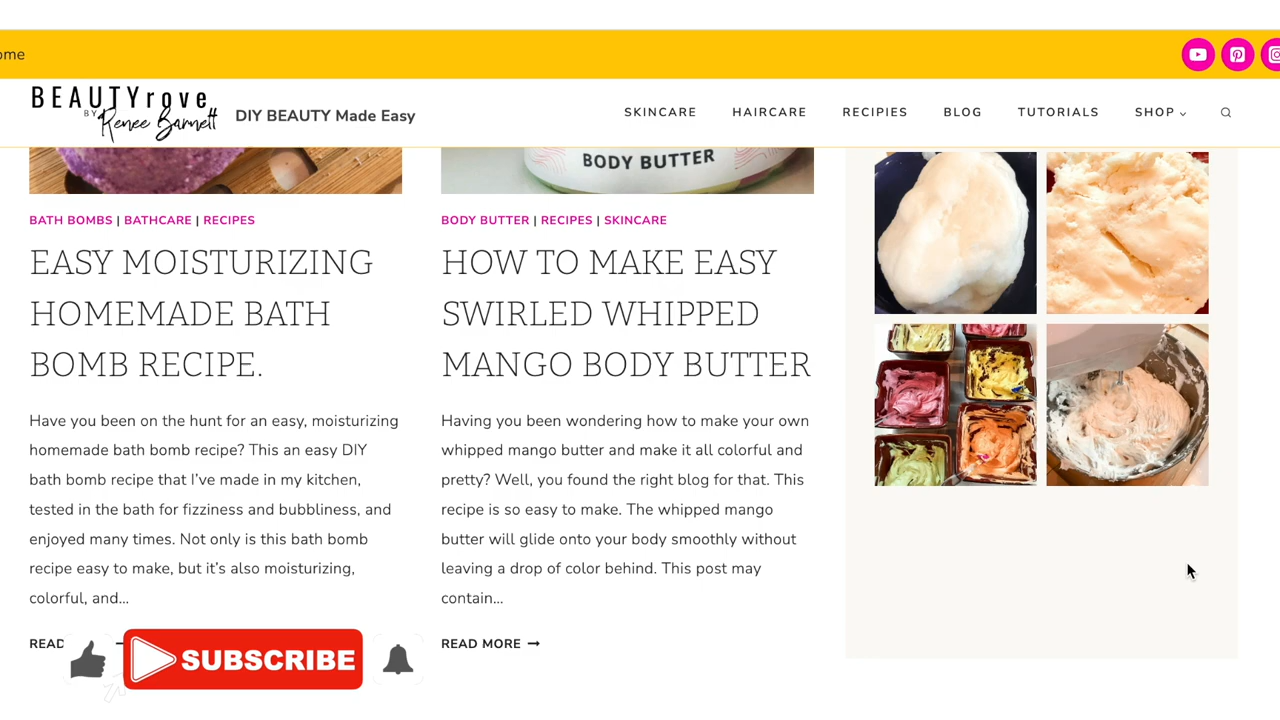 ome
BEAUTYrove
BY Renee Barnett
DIY BEAUTY Made Easy
SKINCARE
HAIRCARE
RECIPIES
BLOG
TUTORIALS
SHOP
BODY BUTTER
BATH BOMBS | BATHCARE | RECIPES
EASY MOISTURIZING
HOMEMADE BATH
BOMB RECIPE.
Have you been on the hunt for an easy, moisturizing
homemade bath bomb recipe? This an easy DIY
bath bomb recipe that I've made in my kitchen,
tested in the bath for fizziness and bubbliness, and
enjoyed many times. Not only is this bath bomb
recipe easy to make, but it's also moisturizing,
colorful, and...
READ
BODY BUTTER | RECIPES | SKINCARE
HOW TO MAKE EASY
SWIRLED WHIPPED
MANGO BODY BUTTER
Having you been wondering how to make your own
whipped mango butter and make it all colorful and
pretty? Well, you found the right blog for that. This
recipe is so easy to make. The whipped mango
butter will glide onto your body smoothly without
leaving a drop of color behind. This post may
contain...
READ MORE →
SUBSCRIBE